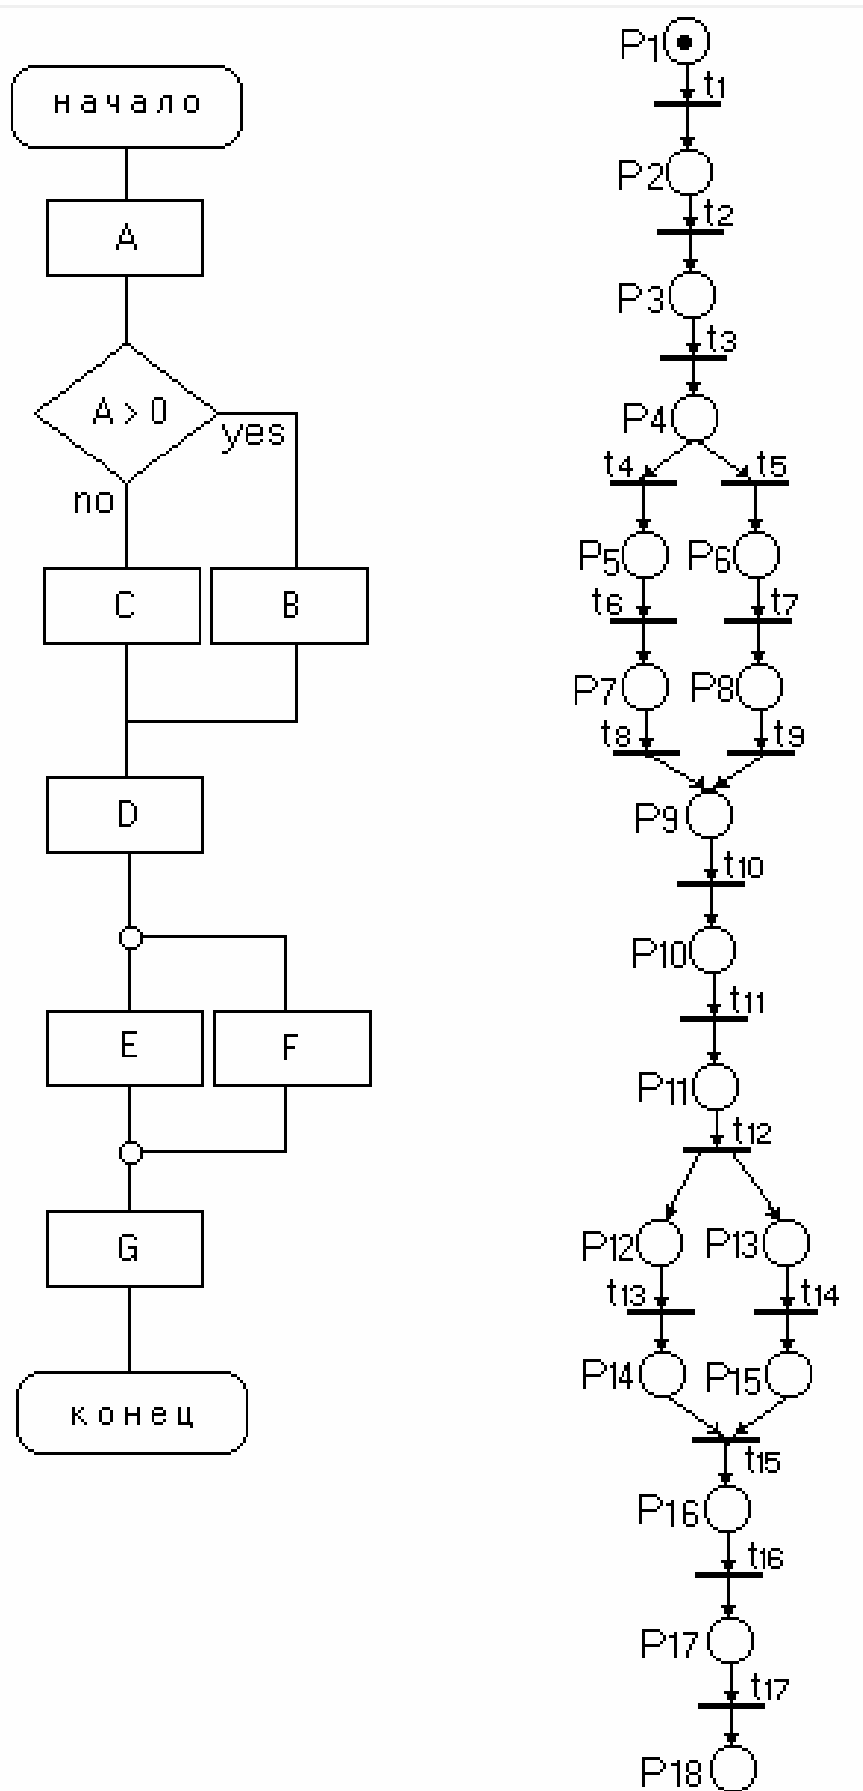 начало
A
A > 0
yes
no
C B
D
E F
G
конец
P1
t1
P2
t2
P3
t3
P4
t4 t5
P5 P6
t6 t7
P7 P8
t8 t9
P9
t10
P10
t11
P11
t12
P12 P13
t13 t14
P14 P15
t15
P16
t16
P17
t17
P18